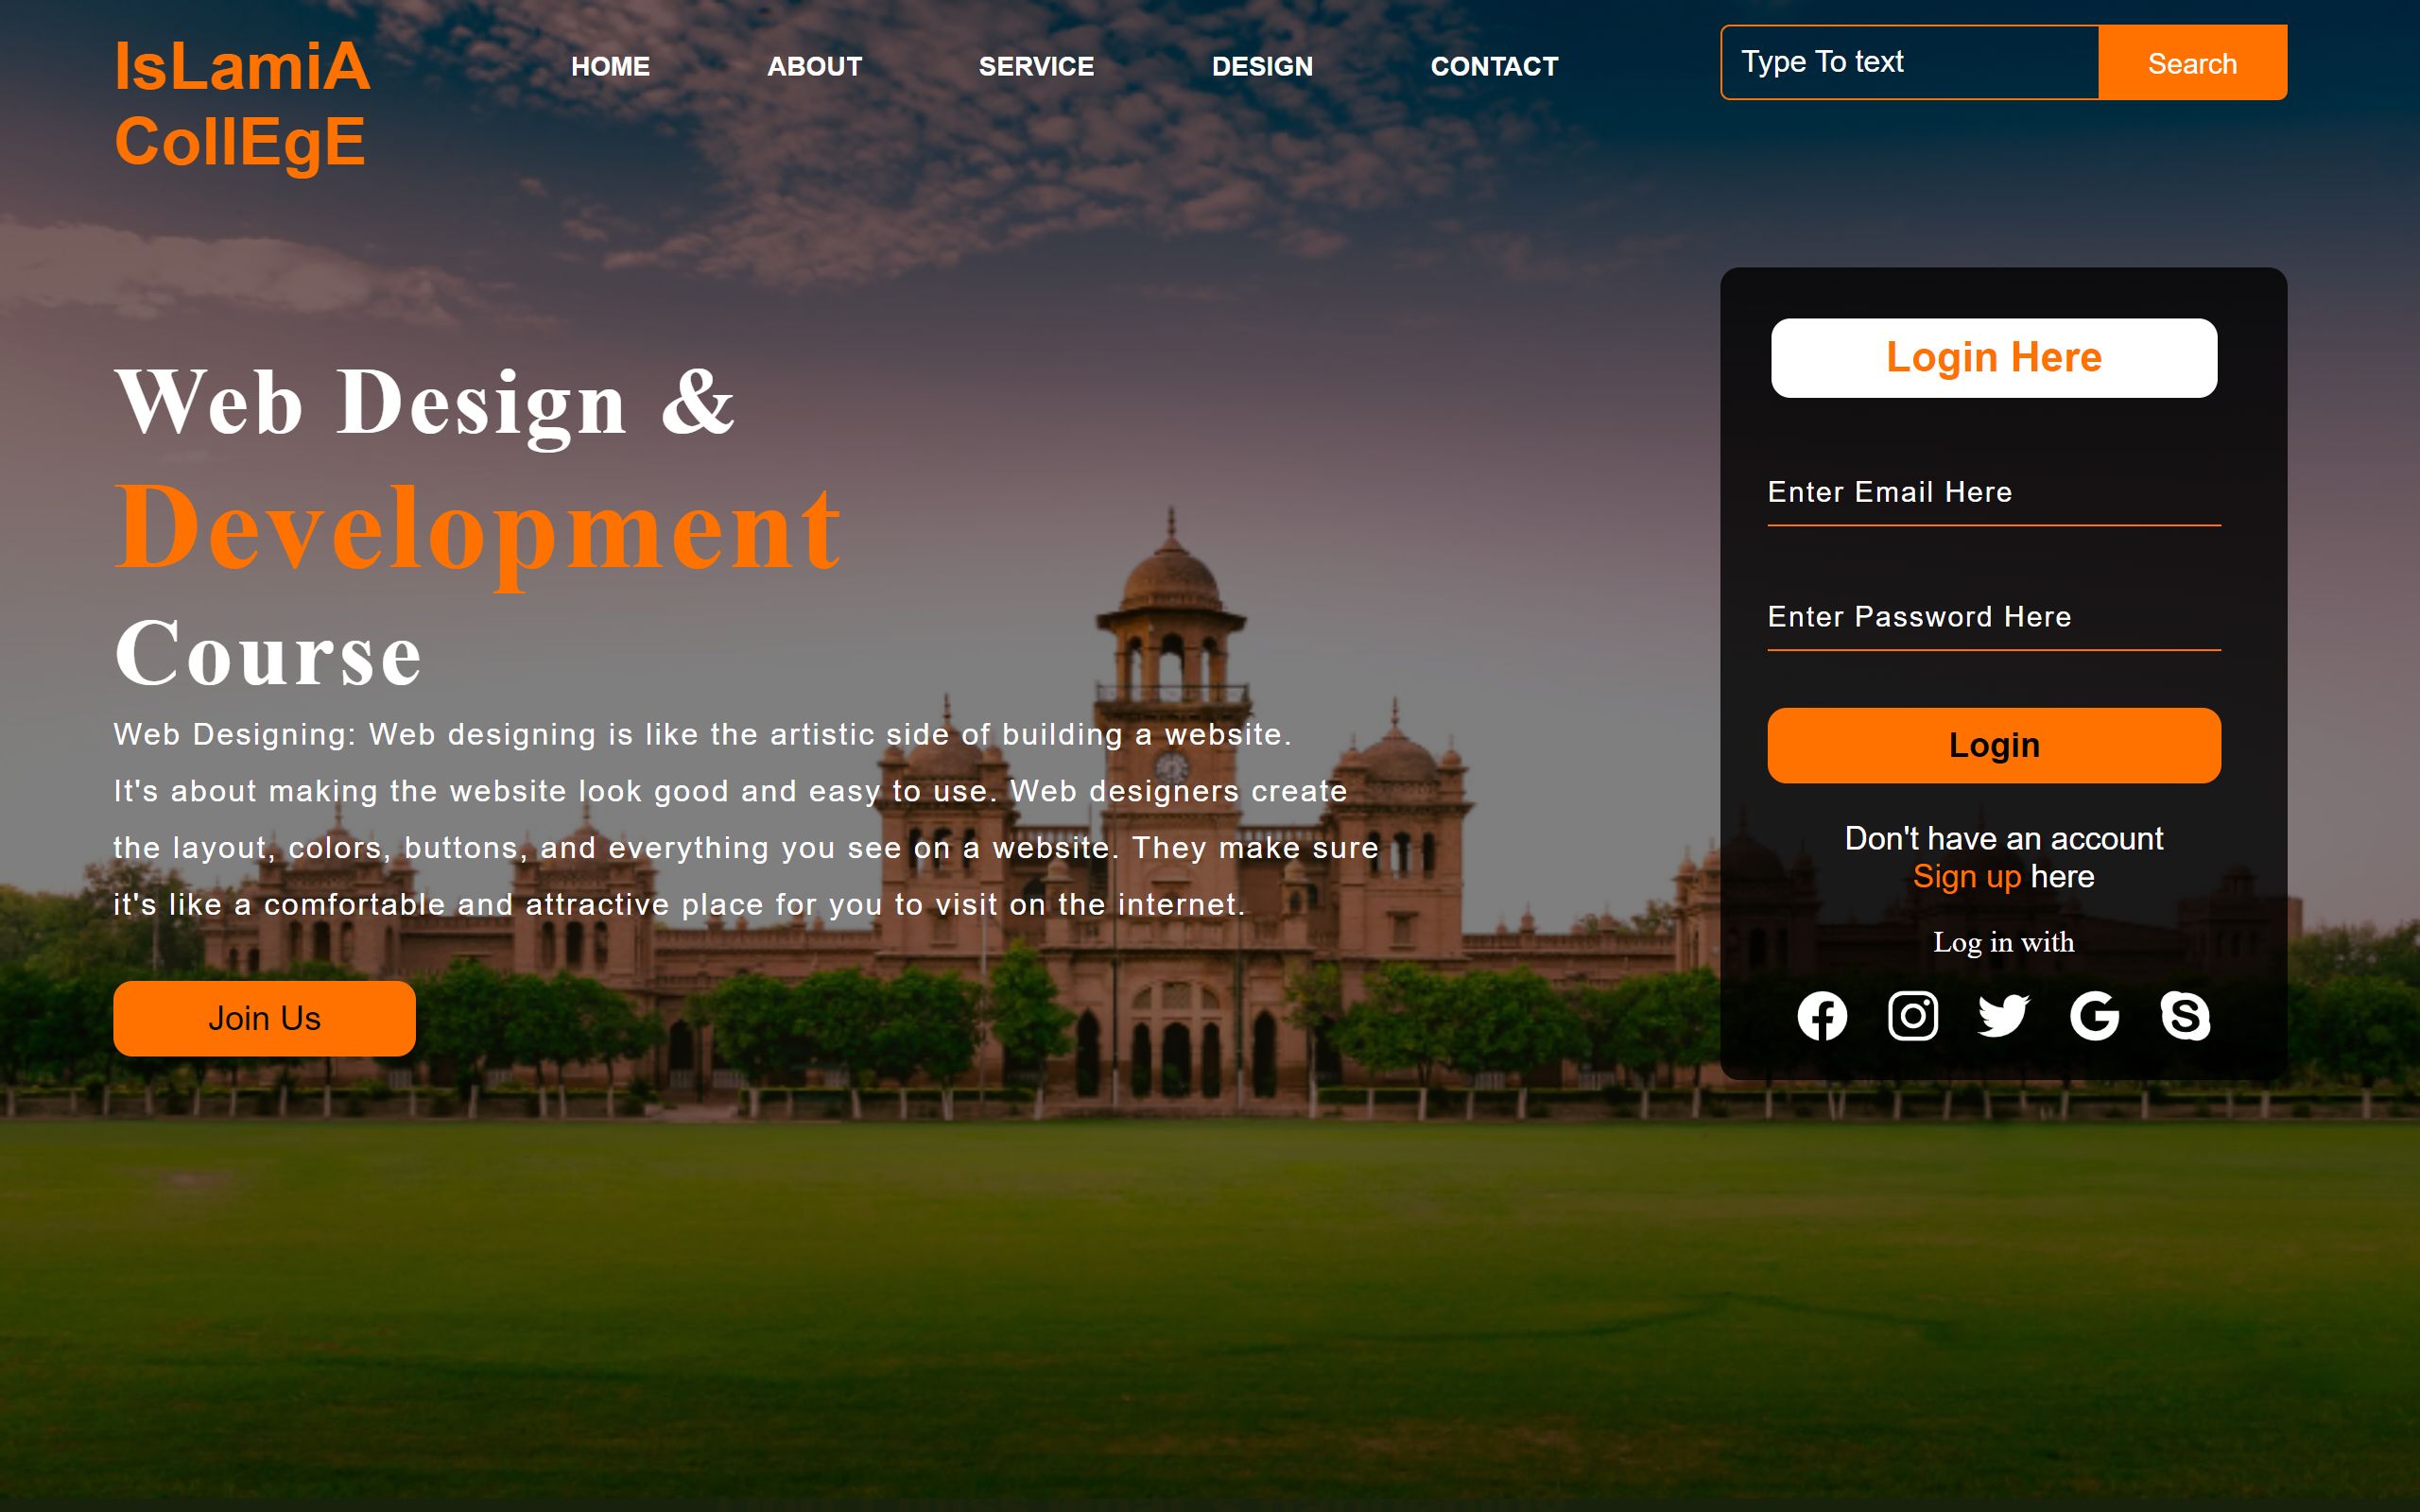 IsLamiA
CollEgE
HOME ABOUT SERVICE DESIGN CONTACT
Type To text Search
Web Design &
Development
Course
Web Designing: Web designing is like the artistic side of building a website.
It's about making the website look good and easy to use. Web designers create
the layout, colors, buttons, and everything you see on a website. They make sure
it's like a comfortable and attractive place for you to visit on the internet.
Join Us
Login Here
Enter Email Here
Enter Password Here
Login
Don't have an account
Sign up here
Log in with